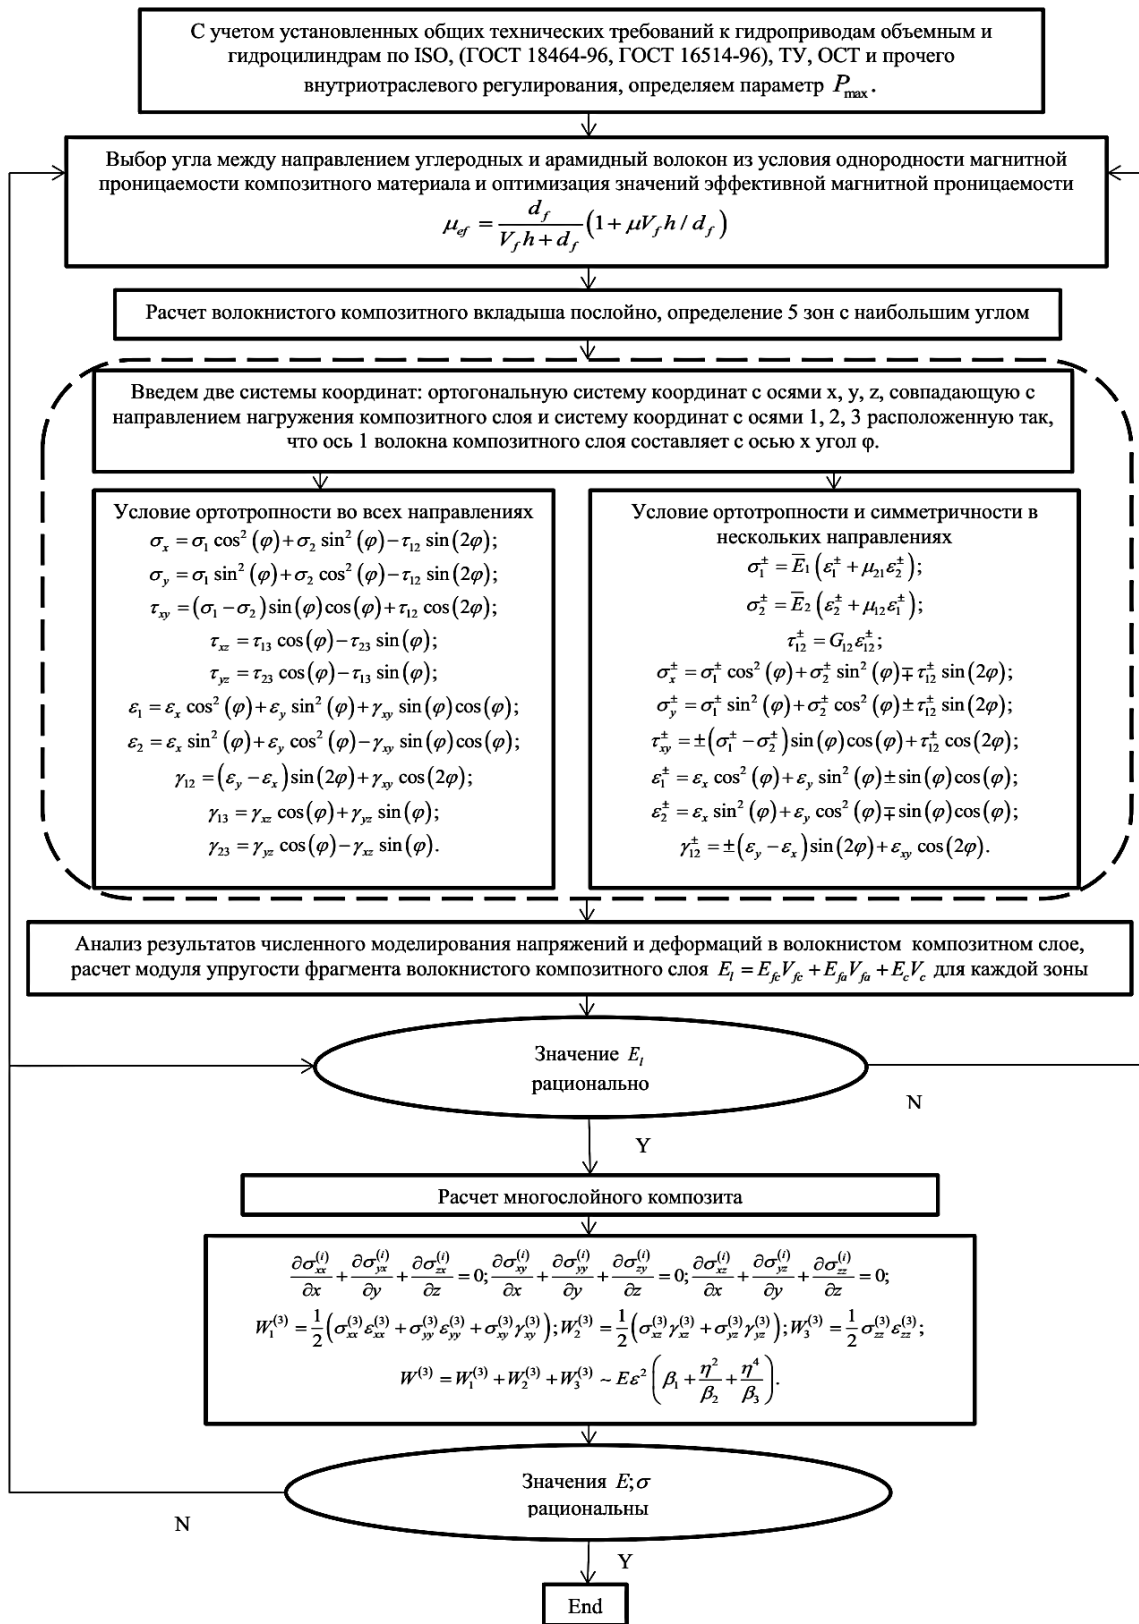 С учетом установленных общих технических требований к гидроприводам объемным и
гидроцилиндрам по ISO, (ГОСТ 18464-96, ГОСТ 16514-96), ТУ, ОСТ и прочего
внутриотраслевого регулирования, определяем параметр P_max.
Выбор угла между направлением углеродных и арамидный волокон из условия однородности магнитной
проницаемости композитного материала и оптимизация значений эффективной магнитной проницаемости
μ_ef = d_f / (V_f h + d_f) (1 + μV_f h / d_f)
Расчет волокнистого композитного вкладыша послойно, определение 5 зон с наибольшим углом
Введем две системы координат: ортогональную систему координат с осями x, y, z, совпадающую с
направлением нагружения композитного слоя и систему координат с осями 1, 2, 3 расположенную так,
что ось 1 волокна композитного слоя составляет с осью x угол φ.
Условие ортотропности во всех направлениях
σ_x = σ_1 cos²(φ) + σ_2 sin²(φ) − τ_12 sin(2φ);
σ_y = σ_1 sin²(φ) + σ_2 cos²(φ) − τ_12 sin(2φ);
τ_xy = (σ_1 − σ_2) sin(φ) cos(φ) + τ_12 cos(2φ);
τ_xz = τ_13 cos(φ) − τ_23 sin(φ);
τ_yz = τ_23 cos(φ) − τ_13 sin(φ);
ε_1 = ε_x cos²(φ) + ε_y sin²(φ) + γ_xy sin(φ) cos(φ);
ε_2 = ε_x sin²(φ) + ε_y cos²(φ) − γ_xy sin(φ) cos(φ);
γ_12 = (ε_y − ε_x) sin(2φ) + γ_xy cos(2φ);
γ_13 = γ_xz cos(φ) + γ_yz sin(φ);
γ_23 = γ_yz cos(φ) − γ_xz sin(φ).
Условие ортотропности и симметричности в
нескольких направлениях
σ_1^± = E̅_1 (ε_1^± + μ_21 ε_2^±);
σ_2^± = E̅_2 (ε_2^± + μ_12 ε_1^±);
τ_12^± = G_12 ε_12^±;
σ_x^± = σ_1^± cos²(φ) + σ_2^± sin²(φ) ∓ τ_12^± sin(2φ);
σ_y^± = σ_1^± sin²(φ) + σ_2^± cos²(φ) ± τ_12^± sin(2φ);
τ_xy^± = ±(σ_1^± − σ_2^±) sin(φ) cos(φ) + τ_12^± cos(2φ);
ε_1^± = ε_x cos²(φ) + ε_y sin²(φ) ± sin(φ) cos(φ);
ε_2^± = ε_x sin²(φ) + ε_y cos²(φ) ∓ sin(φ) cos(φ);
γ_12^± = ±(ε_y − ε_x) sin(2φ) + ε_xy cos(2φ).
Анализ результатов численного моделирования напряжений и деформаций в волокнистом композитном слое,
расчет модуля упругости фрагмента волокнистого композитного слоя E_l = E_fc V_fc + E_fa V_fa + E_c V_c для каждой зоны
Значение E_l
рационально
N
Y
Расчет многослойного композита
∂σ_xx^(i)/∂x + ∂σ_yx^(i)/∂y + ∂σ_zx^(i)/∂z = 0; ∂σ_xy^(i)/∂x + ∂σ_yy^(i)/∂y + ∂σ_zy^(i)/∂z = 0; ∂σ_xz^(i)/∂x + ∂σ_yz^(i)/∂y + ∂σ_zz^(i)/∂z = 0;
W_1^(3) = 1/2 (σ_xx^(3) ε_xx^(3) + σ_yy^(3) ε_yy^(3) + σ_xy^(3) γ_xy^(3)); W_2^(3) = 1/2 (σ_xz^(3) γ_xz^(3) + σ_yz^(3) γ_yz^(3)); W_3^(3) = 1/2 σ_zz^(3) ε_zz^(3);
W^(3) = W_1^(3) + W_2^(3) + W_3^(3) ~ Eε² (β_1 + η²/β_2 + η⁴/β_3).
Значения E; σ
рациональны
N
Y
End